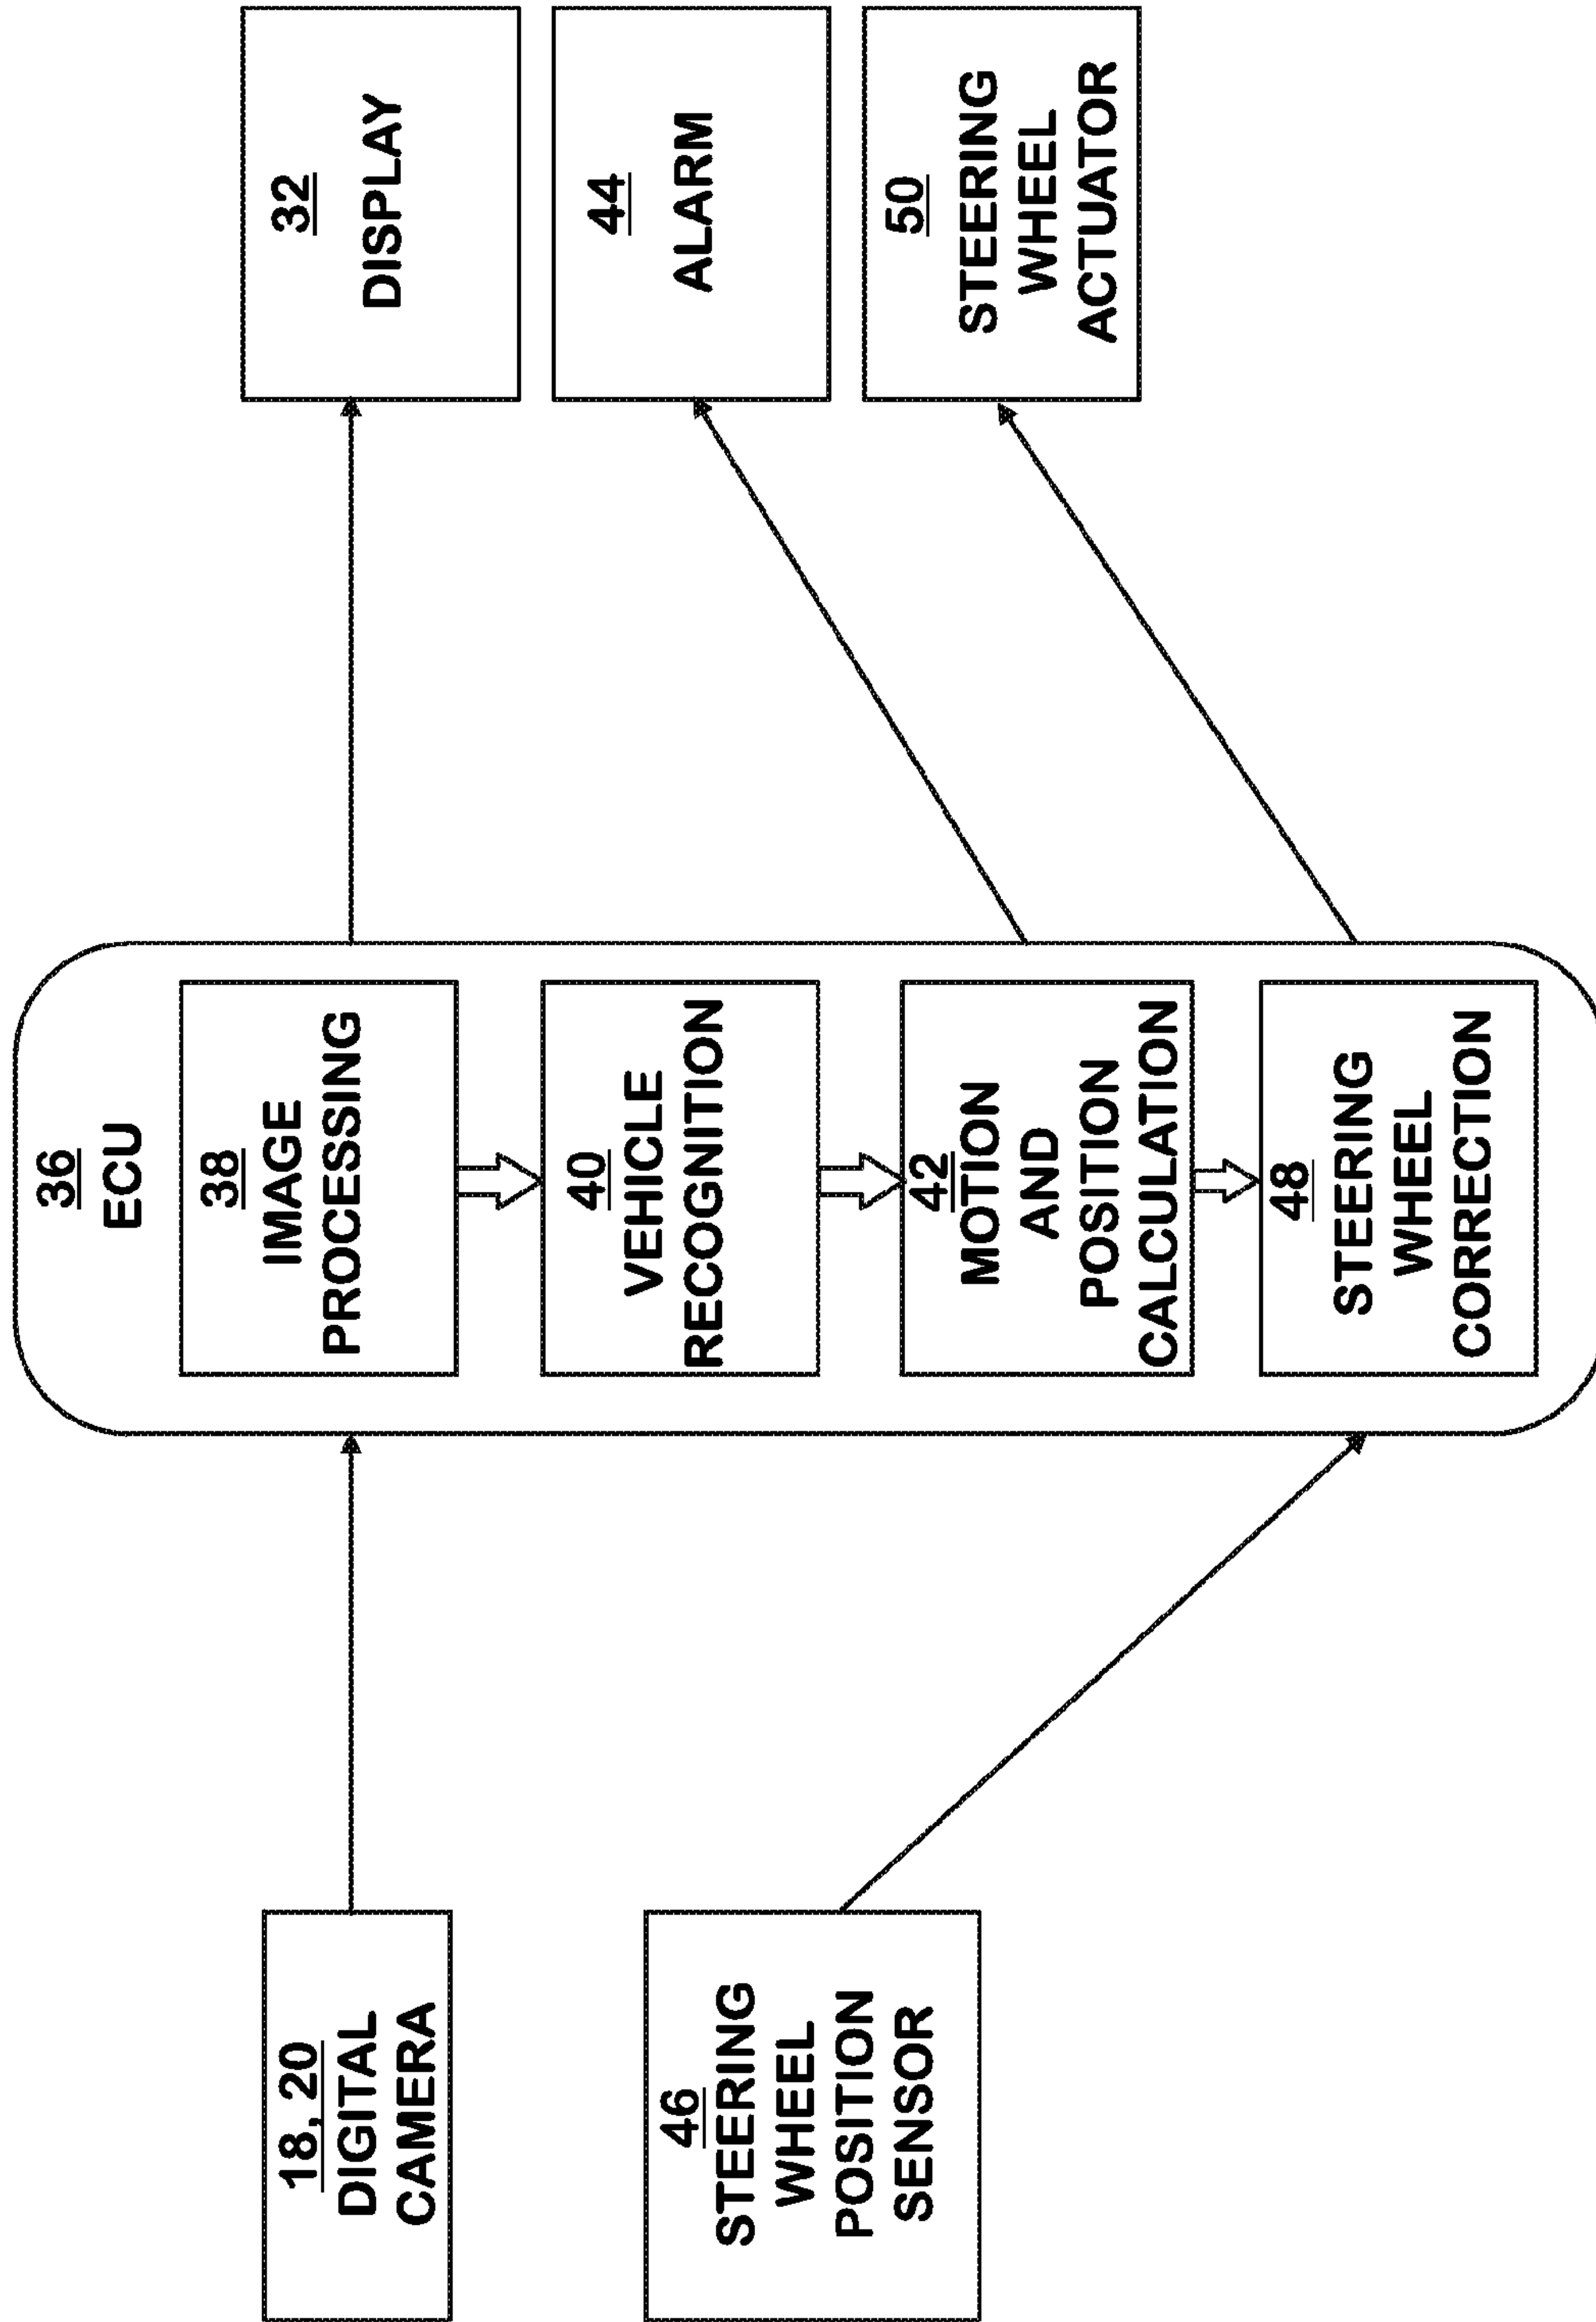 18, 20
DIGITAL
CAMERA
46
STEERING
WHEEL
POSITION
SENSOR
36
ECU
38
IMAGE
PROCESSING
40
VEHICLE
RECOGNITION
42
MOTION
AND
POSITION
CALCULATION
48
STEERING
WHEEL
CORRECTION
32
DISPLAY
44
ALARM
50
STEERING
WHEEL
ACTUATOR